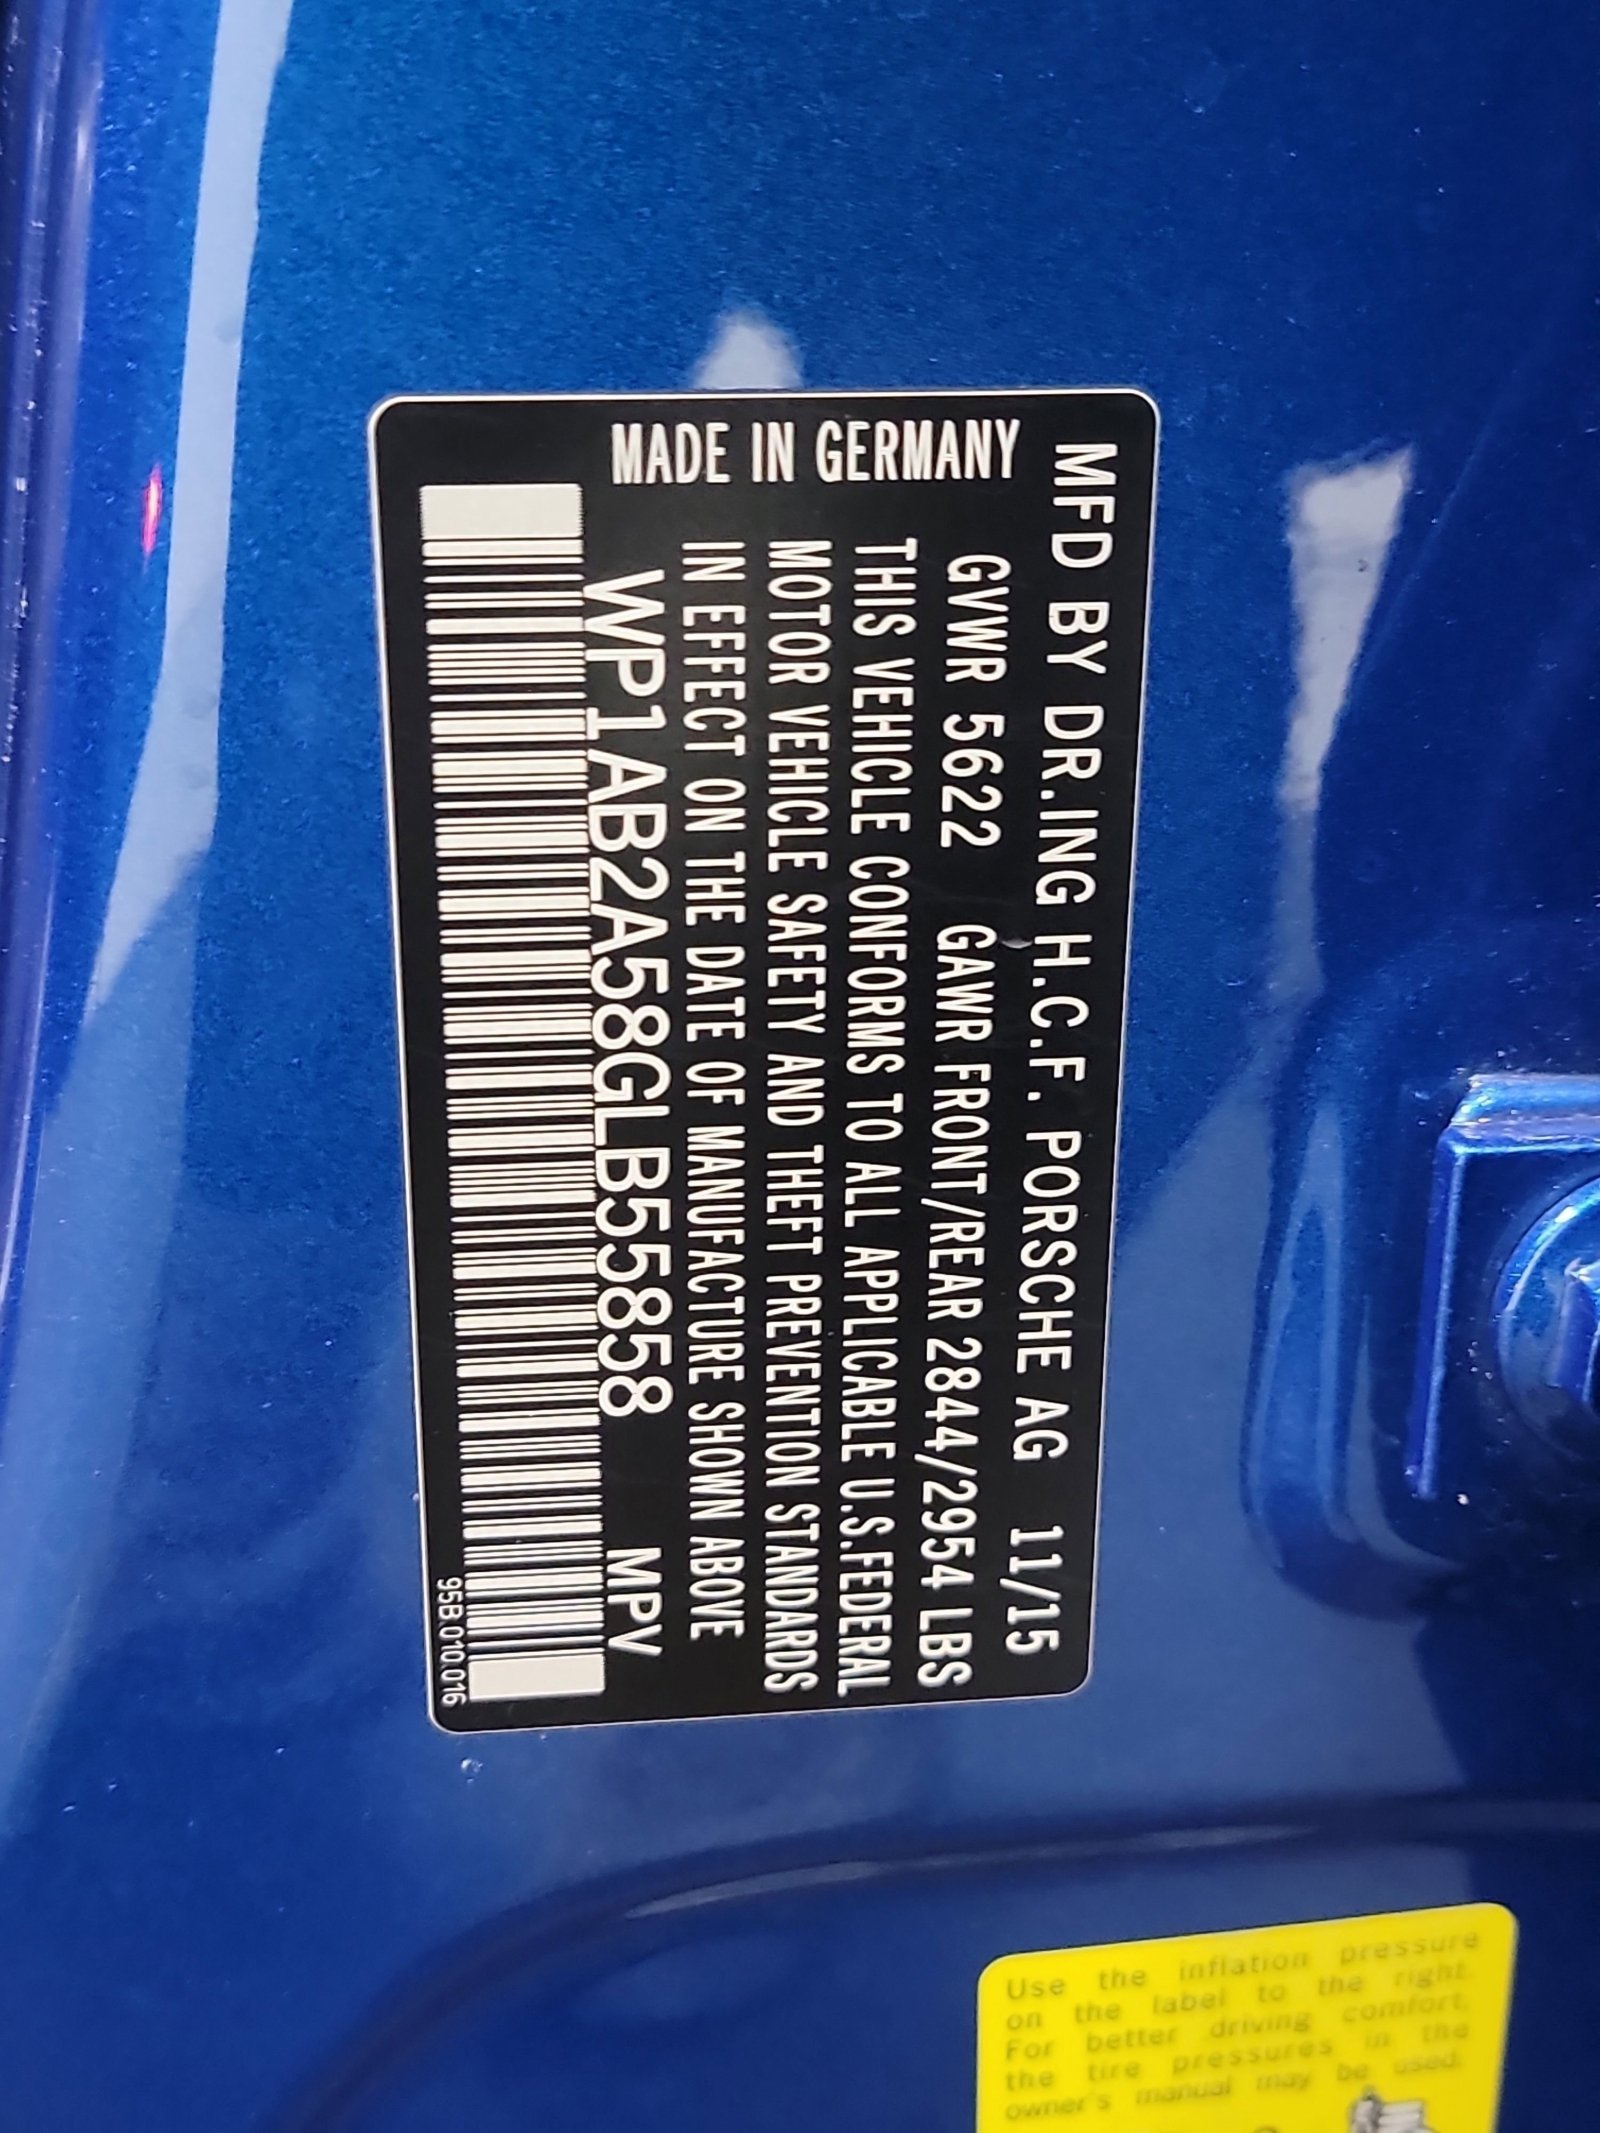 MFD BY DR.ING H.C.F. PORSCHE AG 11/15
GVWR 5622 GAWR FRONT/REAR 2844/2954 LBS
THIS VEHICLE CONFORMS TO ALL APPLICABLE U.S.FEDERAL
MOTOR VEHICLE SAFETY AND THEFT PREVENTION STANDARDS
IN EFFECT ON THE DATE OF MANUFACTURE SHOWN ABOVE
WP1AB2A58GLB55858 MPV
95B.010.016
MADE IN GERMANY
Use the inflation pressure
on the label to the right.
For better driving comfort,
the tire pressures in the
owner's manual may be used.